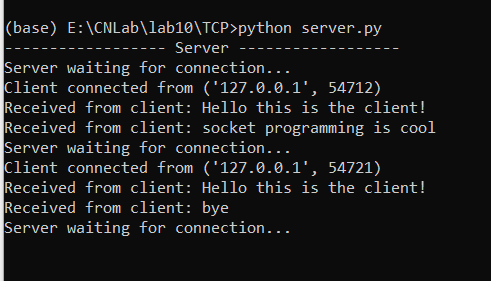 (base) E:\CNLab\lab10\TCP>python server.py
------------------ Server ------------------
Server waiting for connection...
Client connected from ('127.0.0.1', 54712)
Received from client: Hello this is the client!
Received from client: socket programming is cool
Server waiting for connection...
Client connected from ('127.0.0.1', 54721)
Received from client: Hello this is the client!
Received from client: bye
Server waiting for connection...